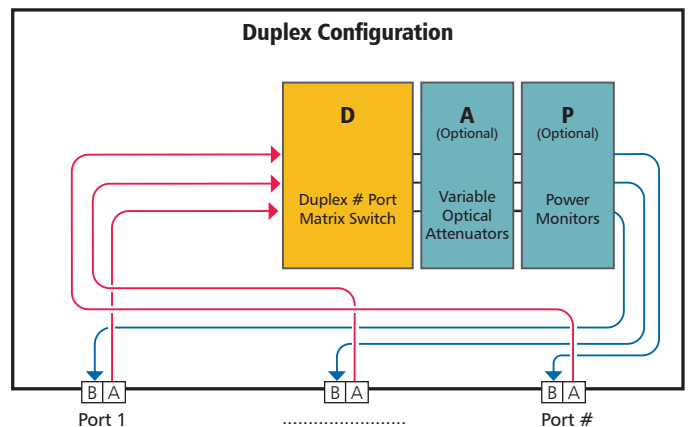 Duplex Configuration
D
Duplex # Port
Matrix Switch
A
(Optional)
Variable
Optical
Attenuators
P
(Optional)
Power
Monitors
B A
B A
B A
Port 1
........................
Port #